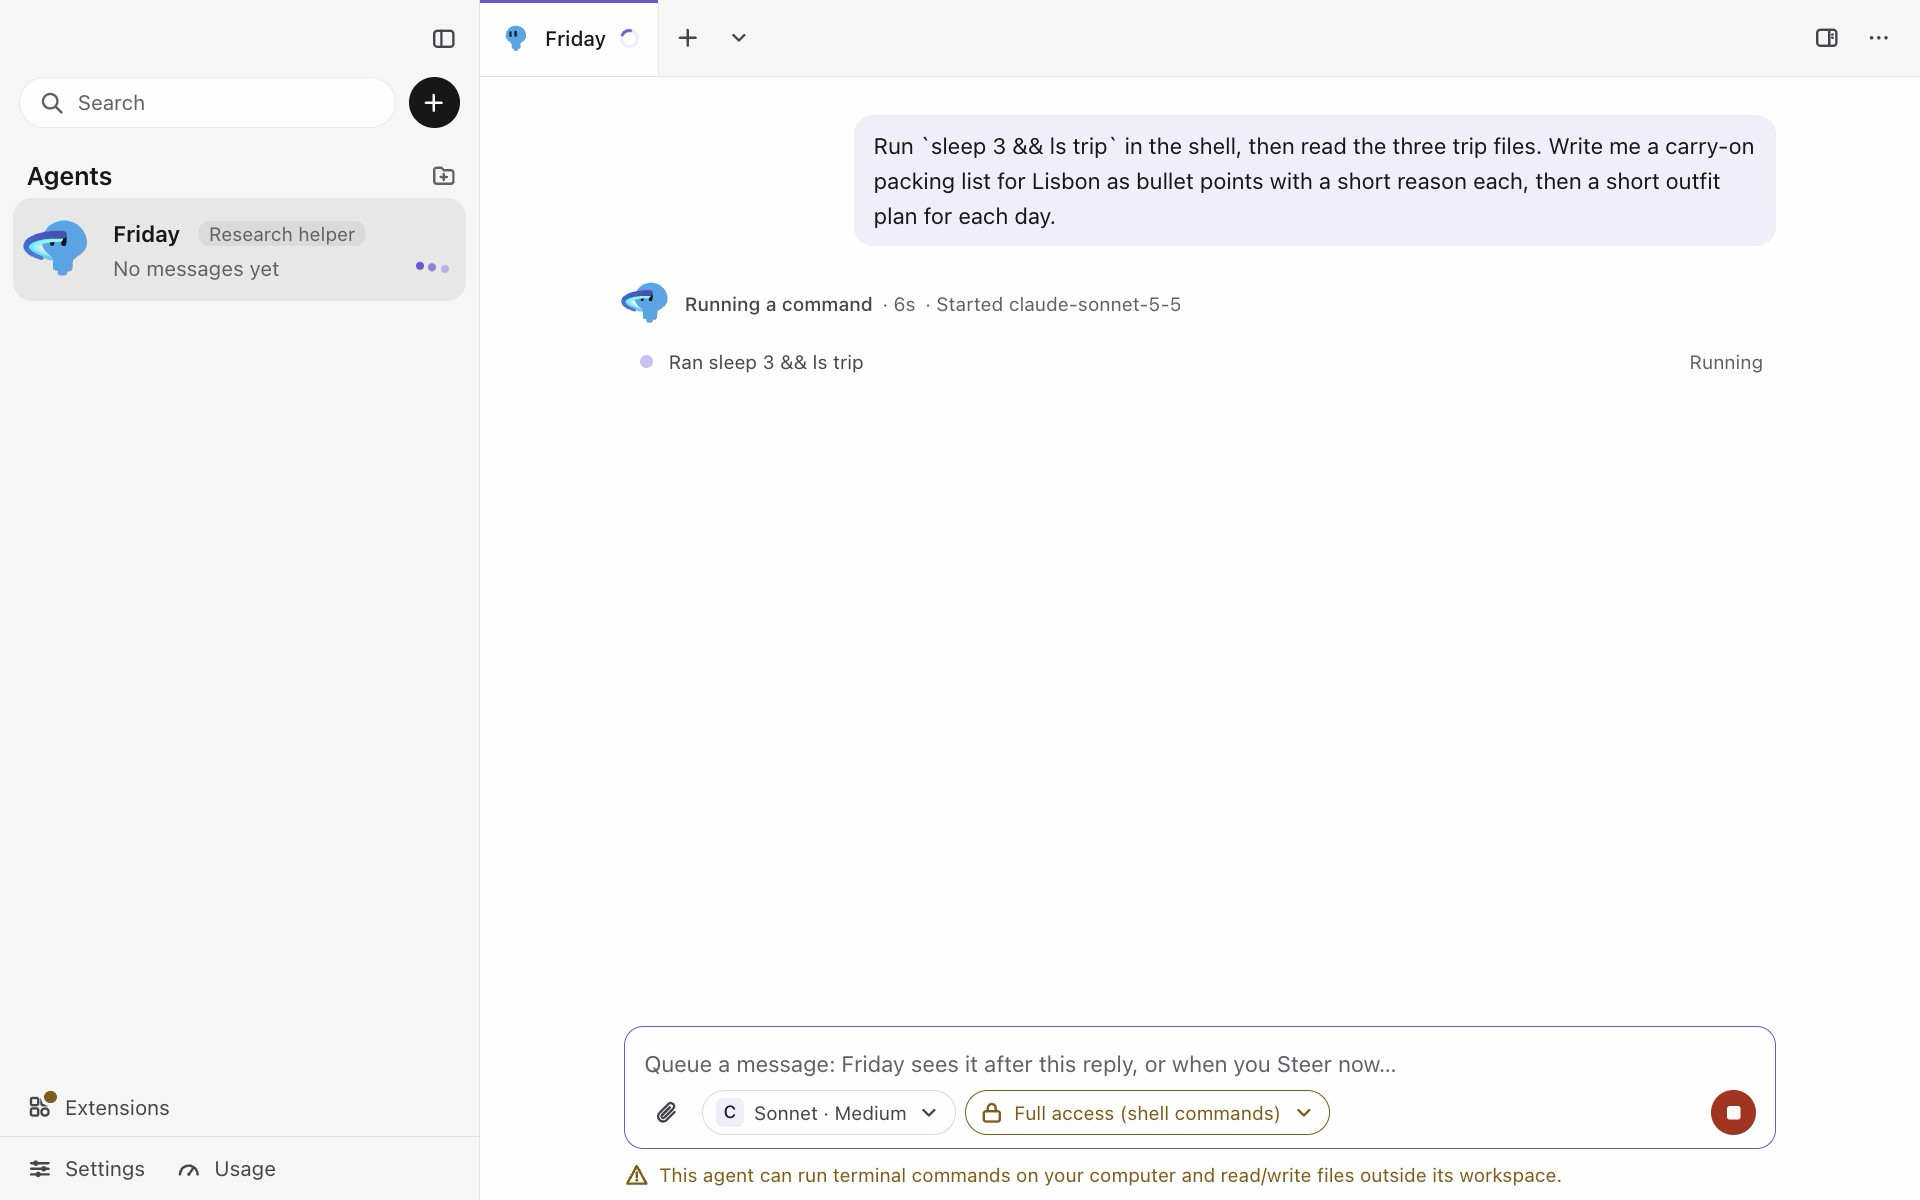 Friday
Search
Agents
Friday
Research helper
No messages yet
Run `sleep 3 && ls trip` in the shell, then read the three trip files. Write me a carry-on
packing list for Lisbon as bullet points with a short reason each, then a short outfit
plan for each day.
Running a command · 6s · Started claude-sonnet-5-5
Ran sleep 3 && ls trip
Running
Queue a message: Friday sees it after this reply, or when you Steer now...
C Sonnet · Medium
Full access (shell commands)
This agent can run terminal commands on your computer and read/write files outside its workspace.
Extensions
Settings
Usage